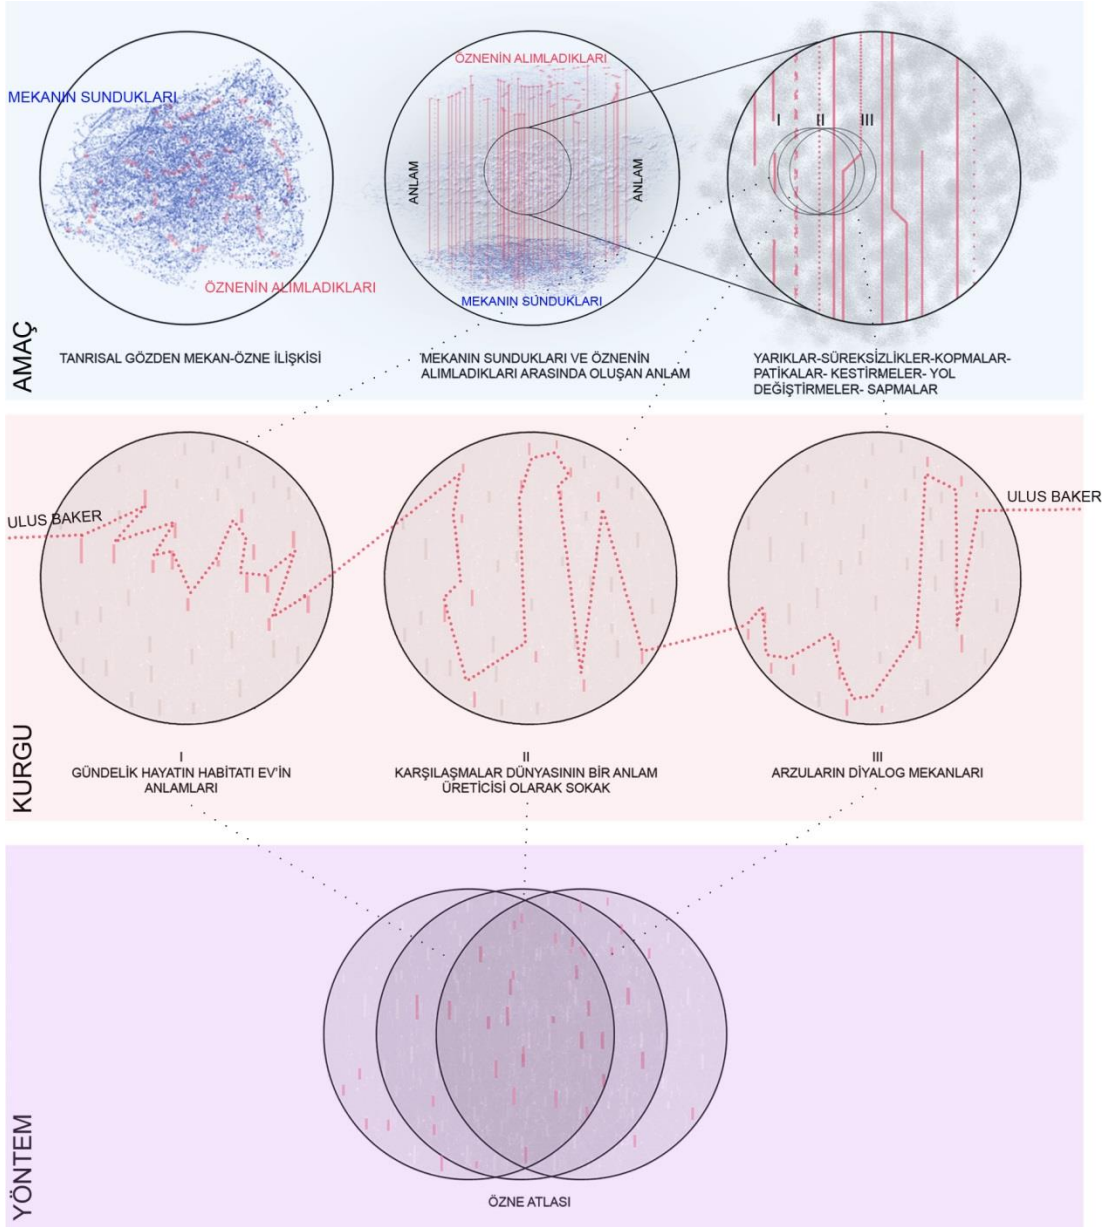 MEKANIN SUNDUKLARI
ÖZNENİN ALIMLADIKLARI
ÖZNENİN ALIMLADIKLARI
ANLAM
ANLAM
MEKANIN SUNDUKLARI
I
II
III
AMAÇ
TANRISAL GÖZDEN MEKAN-ÖZNE İLİŞKİSİ
MEKANIN SUNDUKLARI VE ÖZNENİN
ALIMLADIKLARI ARASINDA OLUŞAN ANLAM
YARIKLAR-SÜREKSİZLİKLER-KOPMALAR-
PATİKALAR- KESTİRMELER- YOL
DEĞİŞTİRMELER- SAPMALAR
ULUS BAKER
ULUS BAKER
KURGU
I
GÜNDELİK HAYATIN HABİTATI EV'İN
ANLAMLARI
II
KARŞILAŞMALAR DÜNYASININ BİR ANLAM
ÜRETİCİSİ OLARAK SOKAK
III
ARZULARIN DİYALOG MEKANLARI
YÖNTEM
ÖZNE ATLASI